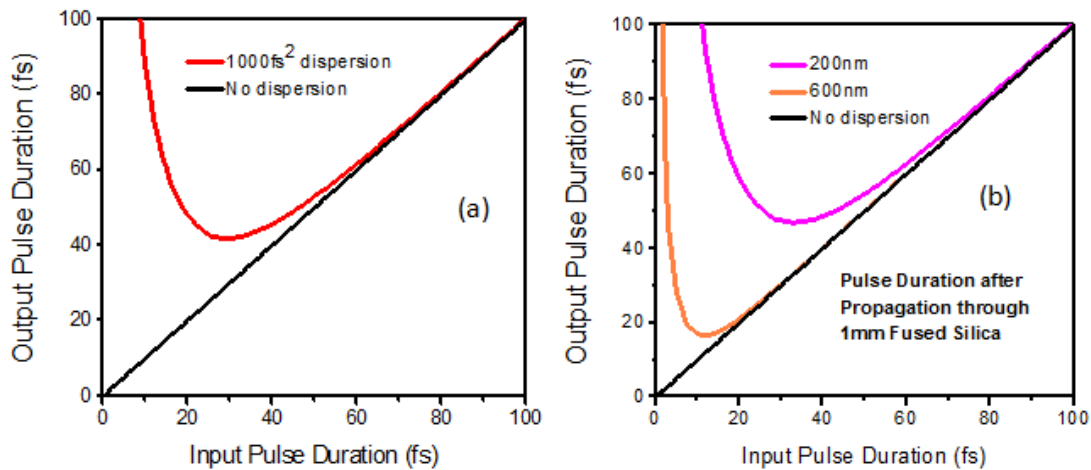 Output Pulse Duration (fs)
100
80
60
40
20
0
1000fs² dispersion
No dispersion
(a)
0 20 40 60 80 100
Input Pulse Duration (fs)
Output Pulse Duration (fs)
100
80
60
40
20
0
200nm
600nm
No dispersion
(b)
Pulse Duration after
Propagation through
1mm Fused Silica
0 20 40 60 80 100
Input Pulse Duration (fs)